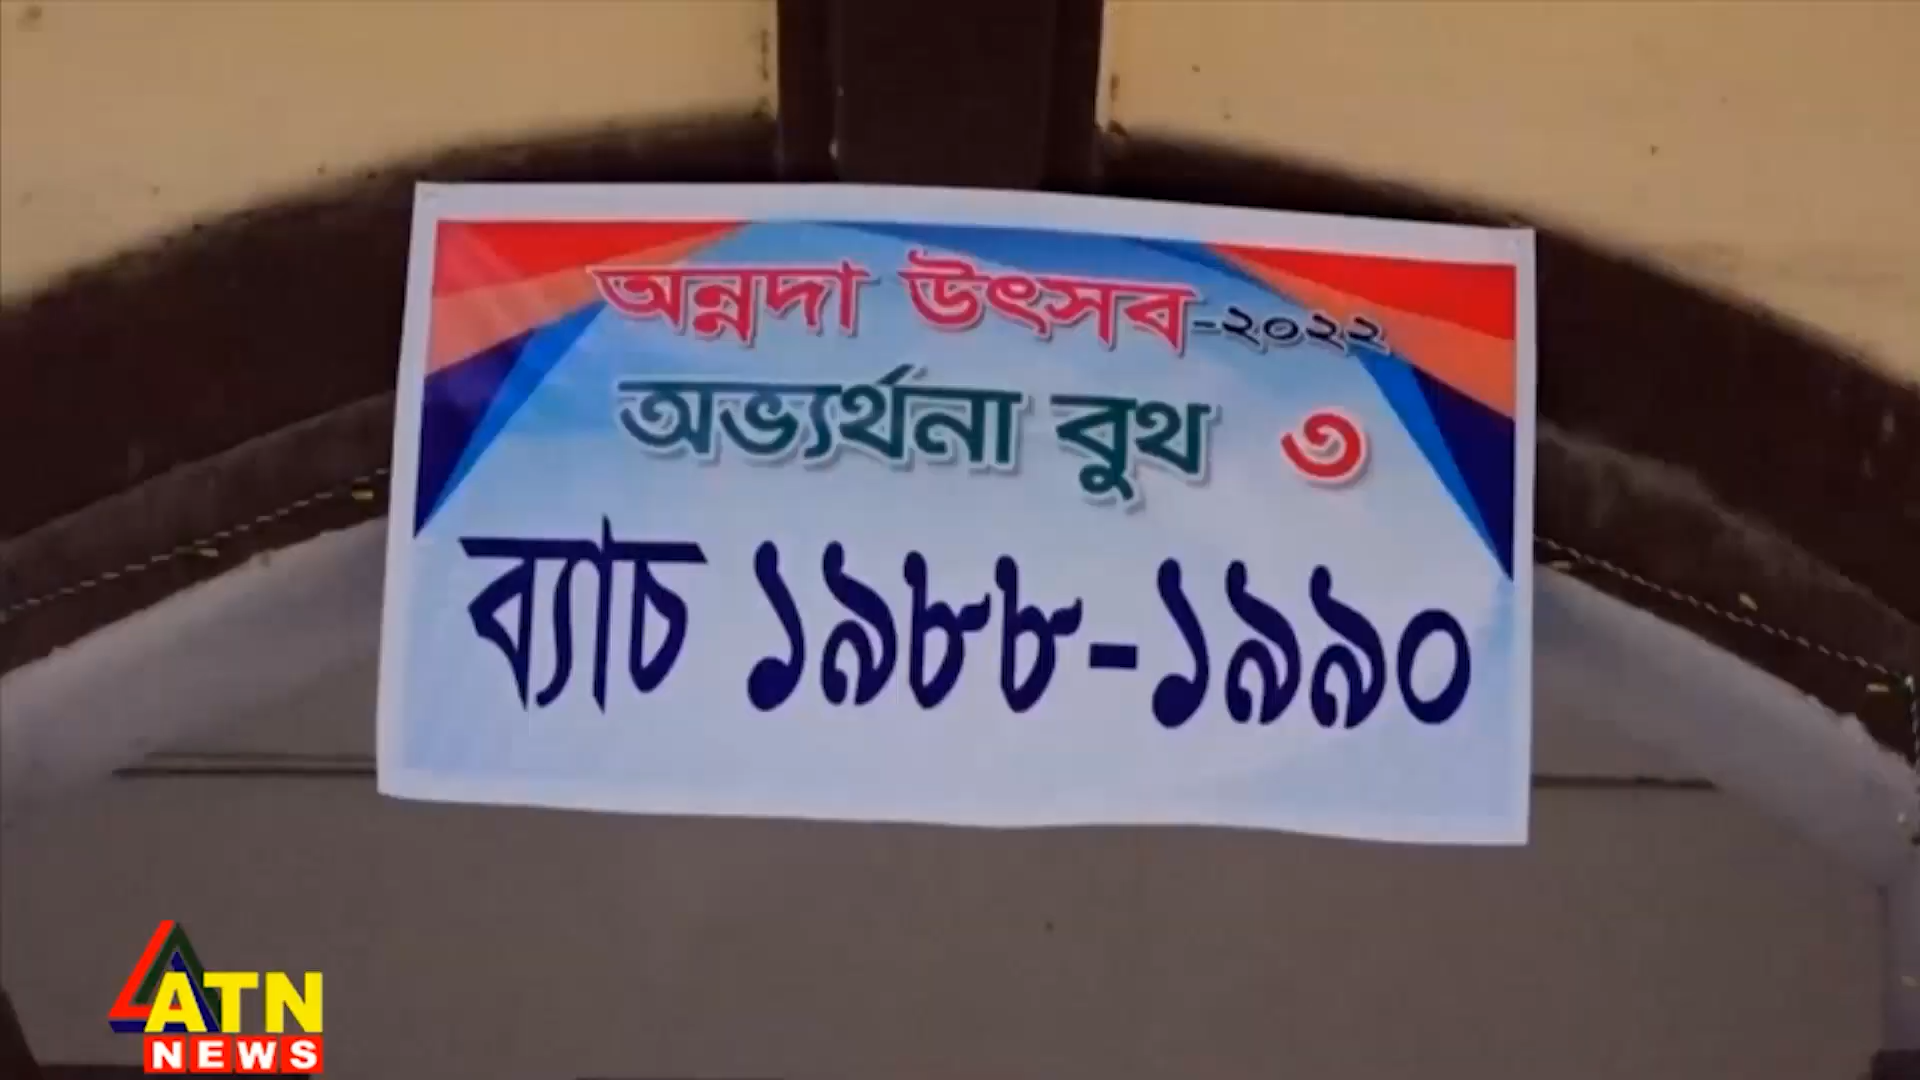 অন্নদা উৎসব-২০২২
অভ্যর্থনা বুথ ৩
ব্যাচ ১৯৮৮-১৯৯০
ATN
NEWS